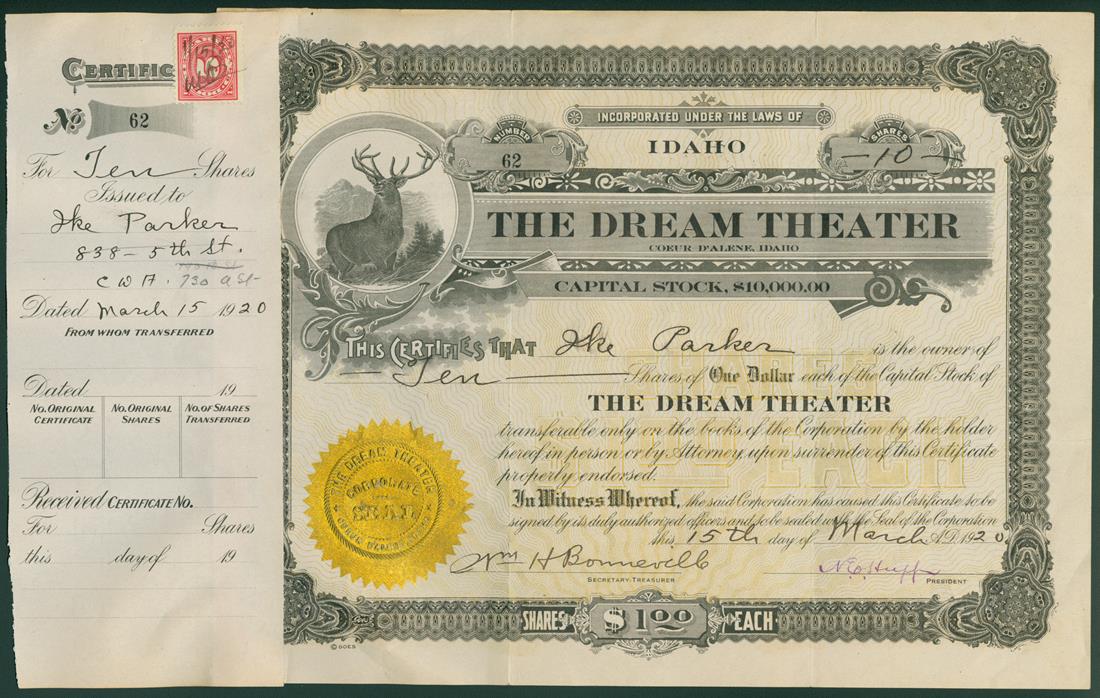 CERTIFIC
No. 62
For Ten Shares
Issued to
Ike Parker
838-5th St.
C D A. 730 A St
Dated March 15 1920
FROM WHOM TRANSFERRED
Dated 19
No. ORIGINAL CERTIFICATE
No. ORIGINAL SHARES
No. OF SHARES TRANSFERRED
Received CERTIFICATE No.
For Shares
this day of 19
INCORPORATED UNDER THE LAWS OF
IDAHO
NUMBER
62
SHARES
-10-
THE DREAM THEATER
COEUR D'ALENE, IDAHO
CAPITAL STOCK, $10,000.00
THIS CERTIFIES THAT Ike Parker is the owner of
Ten Shares of One Dollar each of the Capital Stock of
THE DREAM THEATER
transferable only on the books of the Corporation by the holder
hereof in person or by Attorney, upon surrender of this Certificate
properly endorsed.
In Witness Whereof, the said Corporation has caused this Certificate to be
signed by its duly authorized officers and to be sealed with the Seal of the Corporation
this 15th day of March A.D. 1920
Wm H Bonneville
SECRETARY-TREASURER
N.E. Huff
PRESIDENT
THE DREAM THEATER
CORPORATE
SEAL
SHARES $1.00 EACH
© GOES